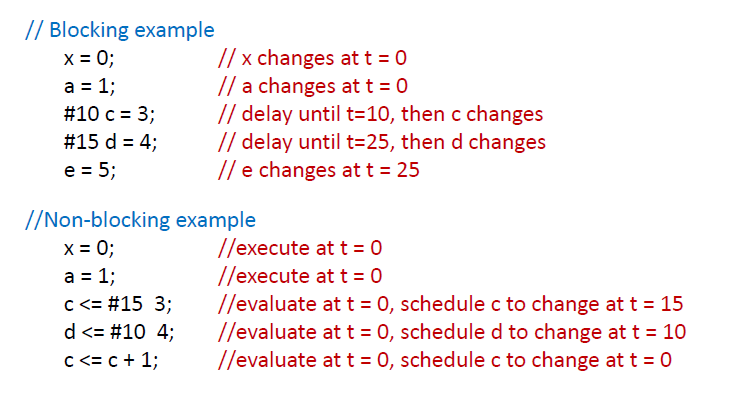 // Blocking example
x = 0; // x changes at t = 0
a = 1; // a changes at t = 0
#10 c = 3; // delay until t=10, then c changes
#15 d = 4; // delay until t=25, then d changes
e = 5; // e changes at t = 25
//Non-blocking example
x = 0; //execute at t = 0
a = 1; //execute at t = 0
c <= #15 3; //evaluate at t = 0, schedule c to change at t = 15
d <= #10 4; //evaluate at t = 0, schedule d to change at t = 10
c <= c + 1; //evaluate at t = 0, schedule c to change at t = 0